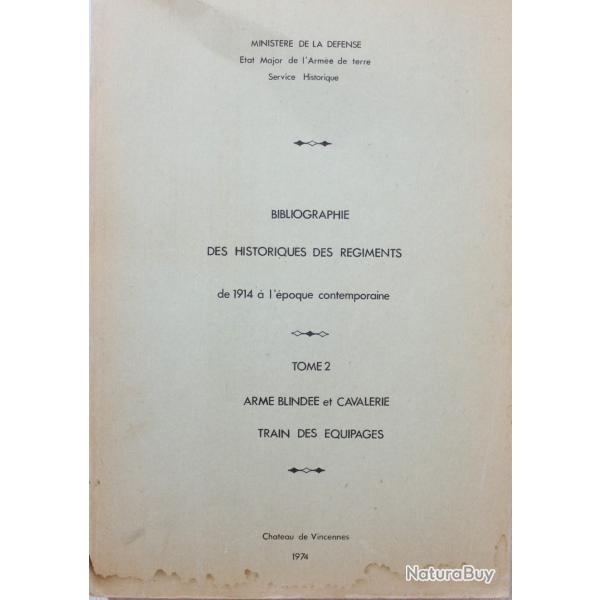 MINISTERE DE LA DEFENSE
Etat Major de l'Armée de terre
Service Historique
BIBLIOGRAPHIE
DES HISTORIQUES DES REGIMENTS
de 1914 à l'époque contemporaine
TOME 2
ARME BLINDEE et CAVALERIE
TRAIN DES EQUIPAGES
Chateau de Vincennes
1974
NaturaBuy